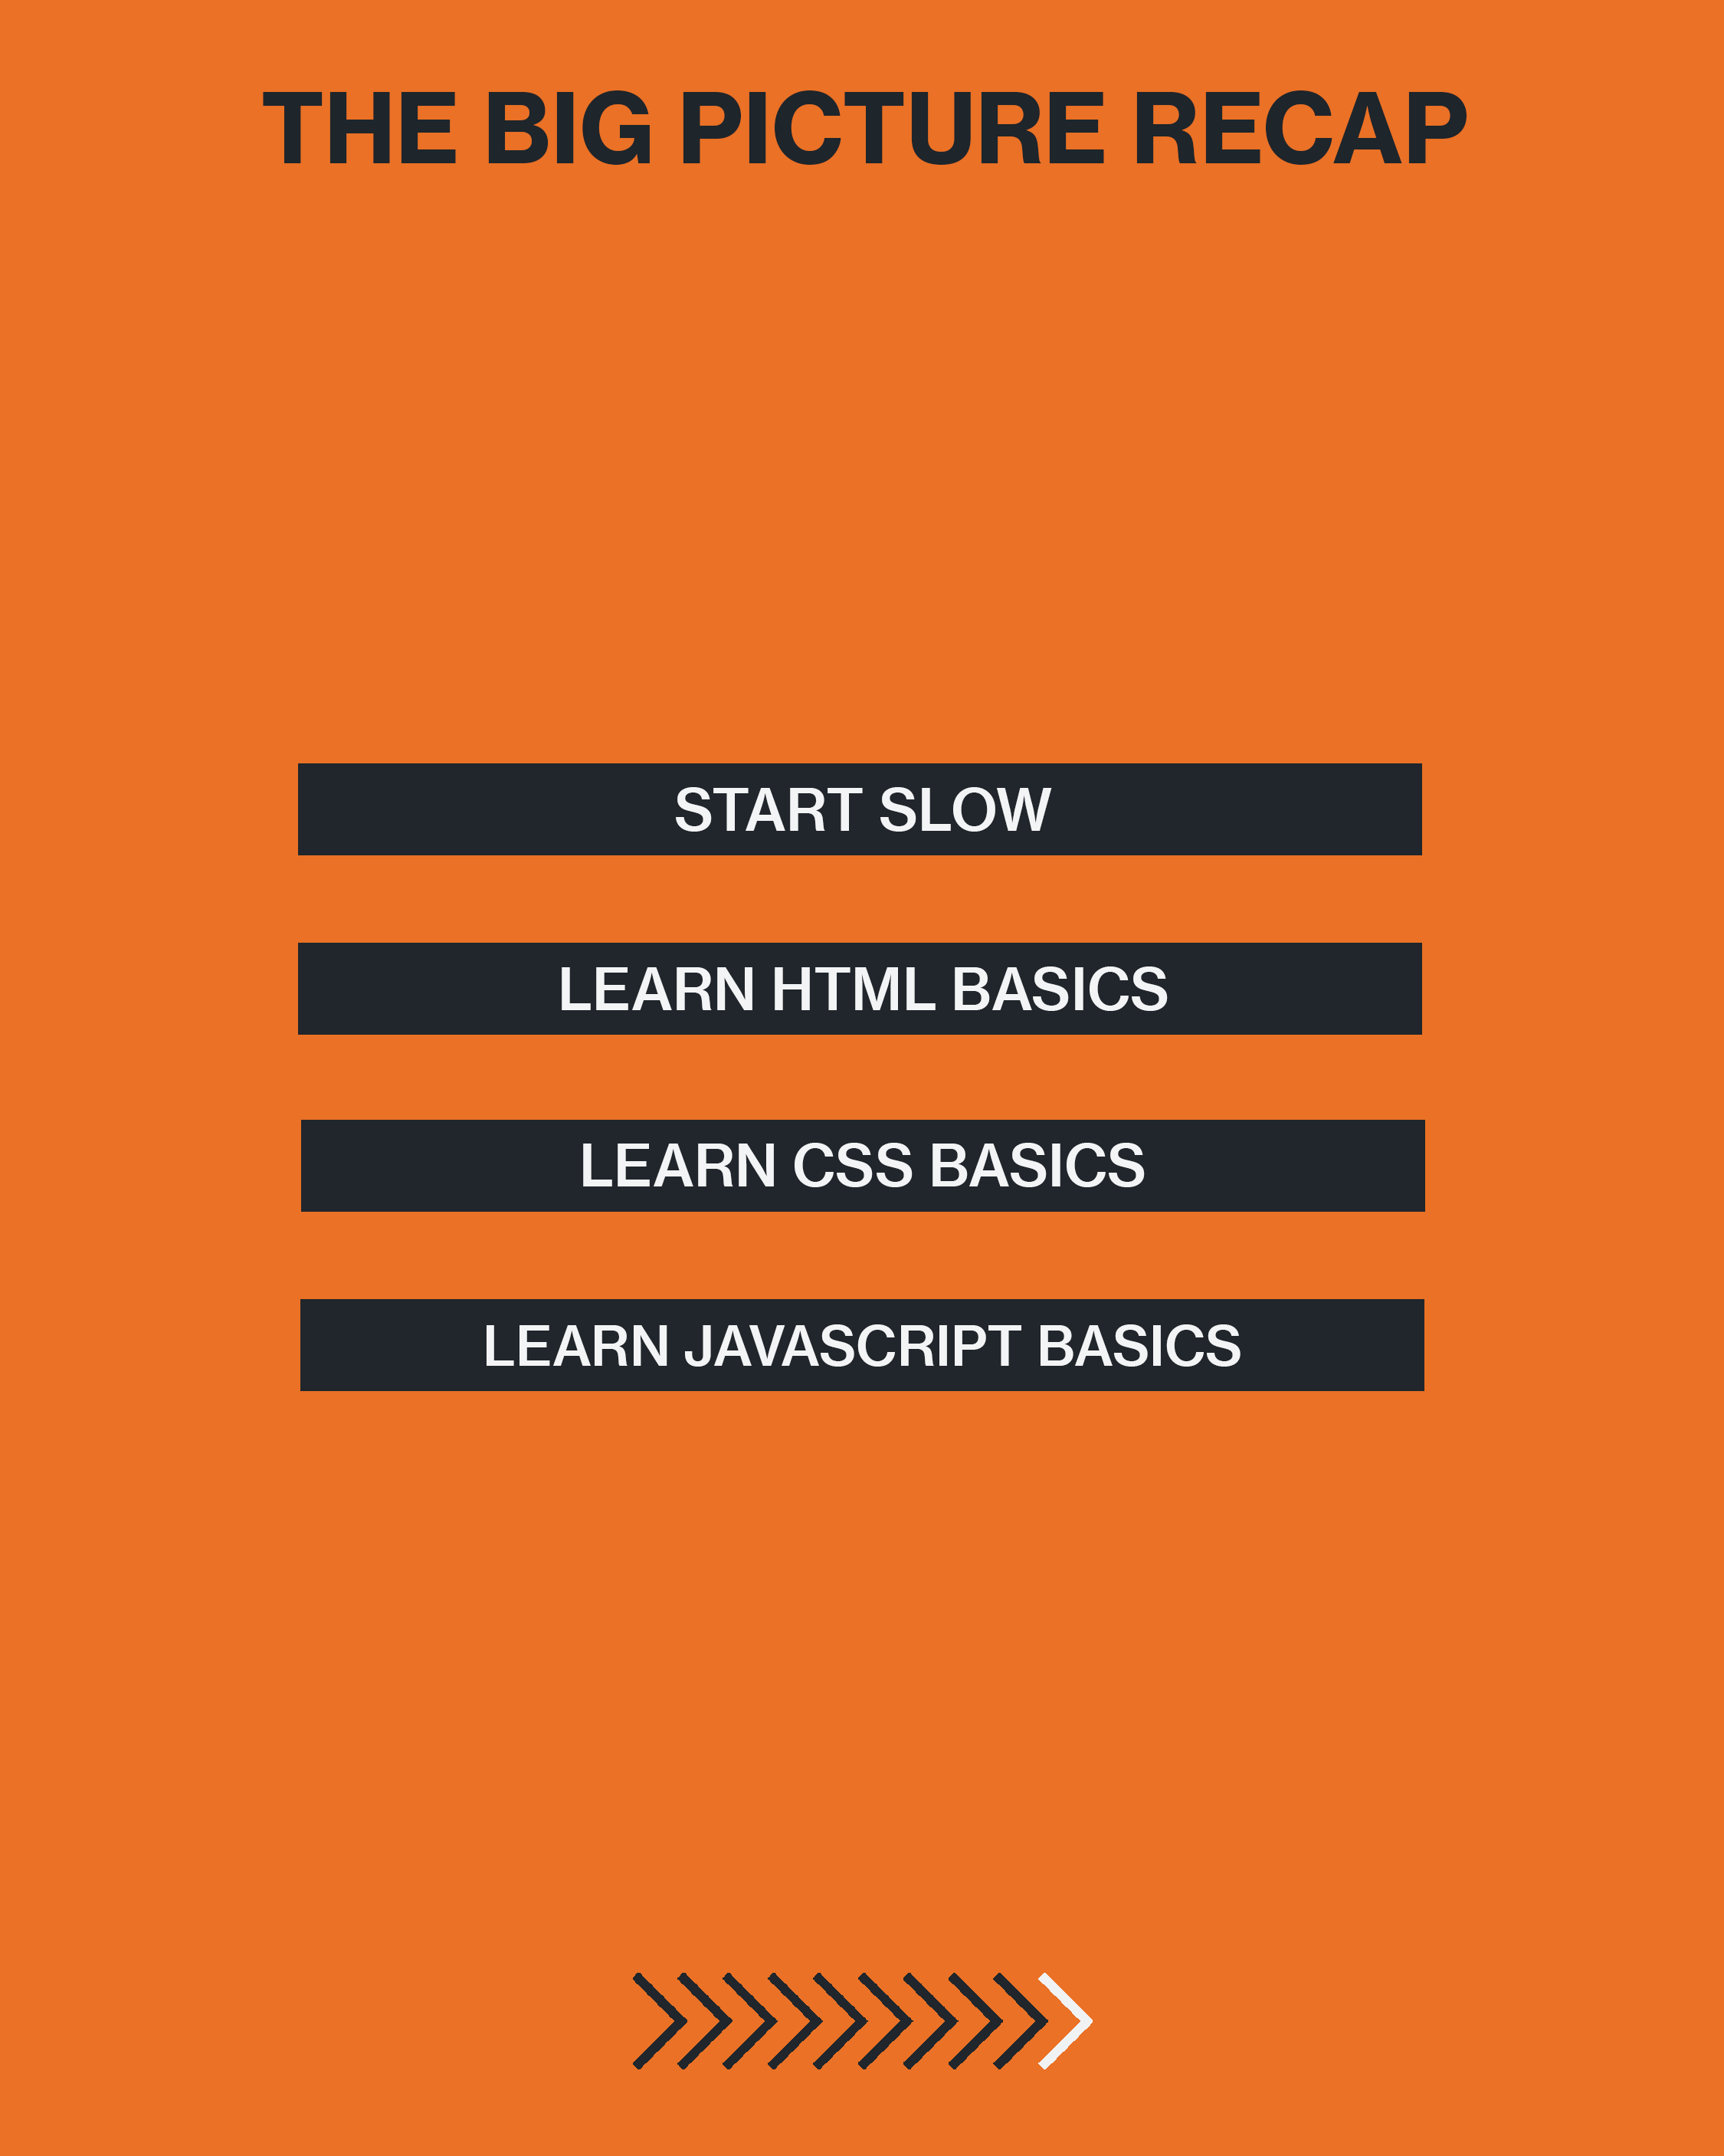 THE BIG PICTURE RECAP
START SLOW
LEARN HTML BASICS
LEARN CSS BASICS
LEARN JAVASCRIPT BASICS